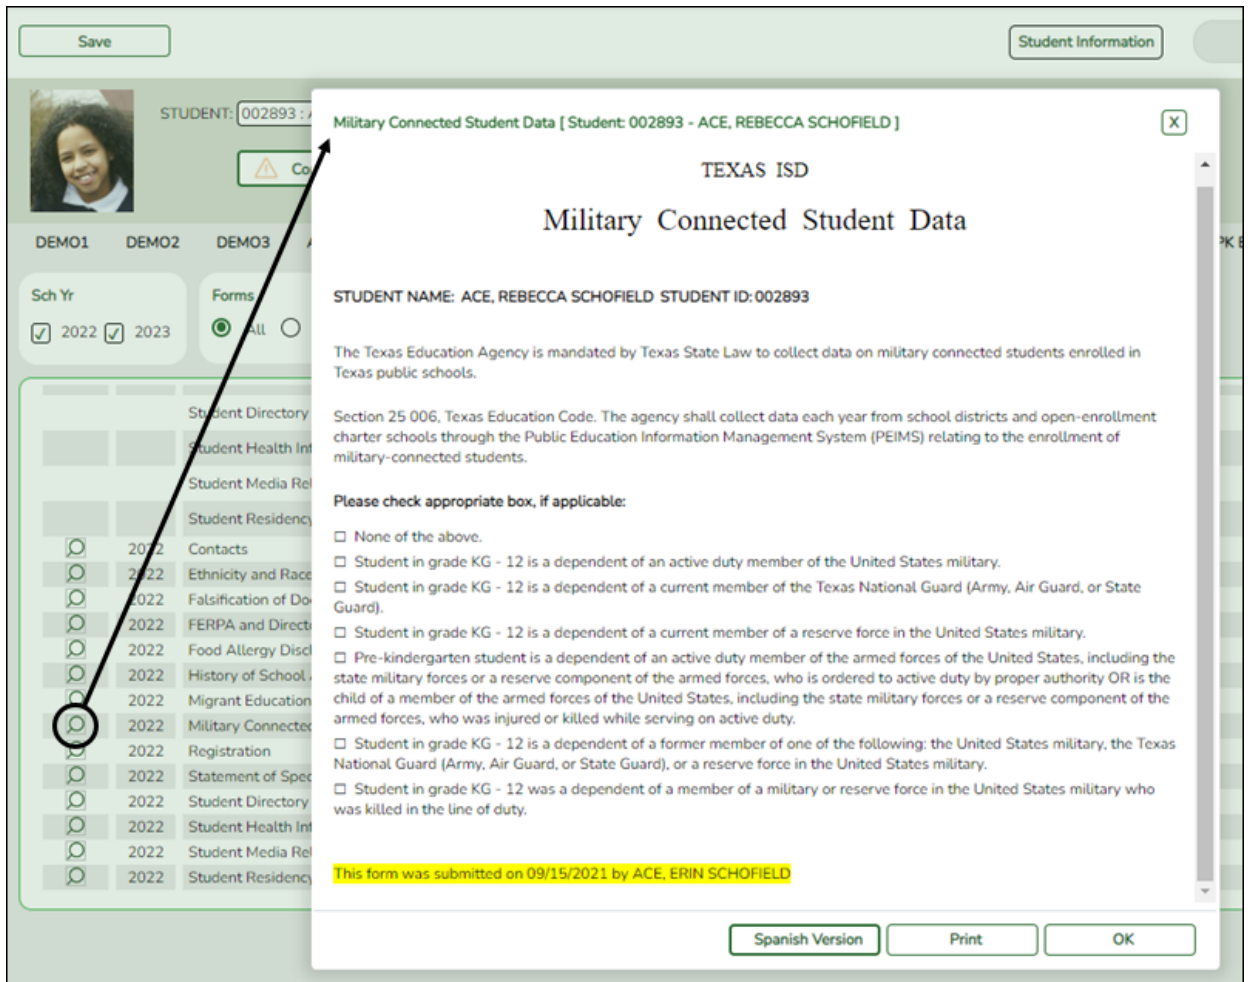 Save
Student Information
STUDENT: 002893 :
DEMO1 DEMO2 DEMO3
Sch Yr
2022 2023
Forms
All
Student Directory
Student Health
Student Media
Student Residency
2022 Contacts
2022 Ethnicity and Race
2022 Falsification of
2022 FERPA and
2022 Food Allergy
2022 History of School
2022 Migrant Education
2022 Military Connected
2022 Registration
2022 Statement of
2022 Student Directory
2022 Student Health
2022 Student Media
2022 Student Residency
Military Connected Student Data [ Student: 002893 - ACE, REBECCA SCHOFIELD ]
X
TEXAS ISD
Military Connected Student Data
STUDENT NAME: ACE, REBECCA SCHOFIELD STUDENT ID: 002893
The Texas Education Agency is mandated by Texas State Law to collect data on military connected students enrolled in
Texas public schools.
Section 25 006, Texas Education Code. The agency shall collect data each year from school districts and open-enrollment
charter schools through the Public Education Information Management System (PEIMS) relating to the enrollment of
military-connected students.
Please check appropriate box, if applicable:
☐ None of the above.
☐ Student in grade KG - 12 is a dependent of an active duty member of the United States military.
☐ Student in grade KG - 12 is a dependent of a current member of the Texas National Guard (Army, Air Guard, or State
Guard).
☐ Student in grade KG - 12 is a dependent of a current member of a reserve force in the United States military.
☐ Pre-kindergarten student is a dependent of an active duty member of the armed forces of the United States, including the
state military forces or a reserve component of the armed forces, who is ordered to active duty by proper authority OR is the
child of a member of the armed forces of the United States, including the state military forces or a reserve component of the
armed forces, who was injured or killed while serving on active duty.
☐ Student in grade KG - 12 is a dependent of a former member of one of the following: the United States military, the Texas
National Guard (Army, Air Guard, or State Guard), or a reserve force in the United States military.
☐ Student in grade KG - 12 was a dependent of a member of a military or reserve force in the United States military who
was killed in the line of duty.
This form was submitted on 09/15/2021 by ACE, ERIN SCHOFIELD
Spanish Version
Print
OK